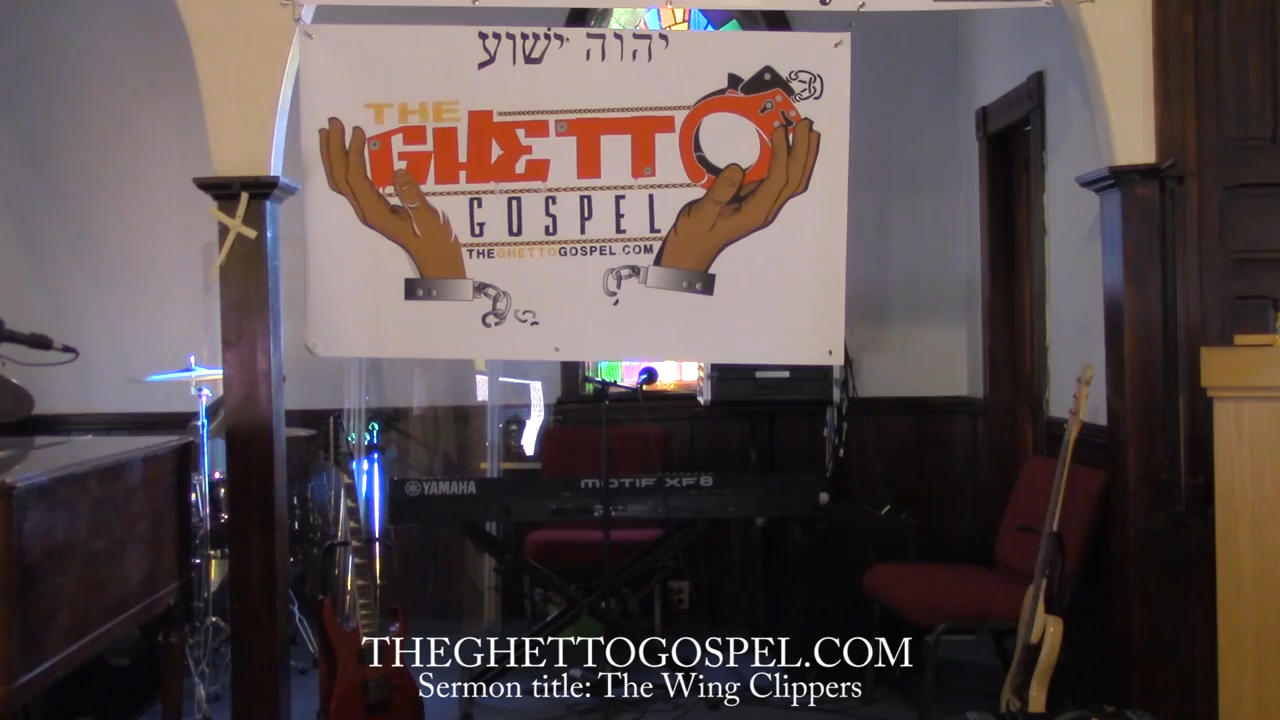 יהוה ישוע
THE
GHETTO
GOSPEL
THEGHETTOGOSPEL.COM
YAMAHA
MOTIF XF8
THEGHETTOGOSPEL.COM
Sermon title: The Wing Clippers